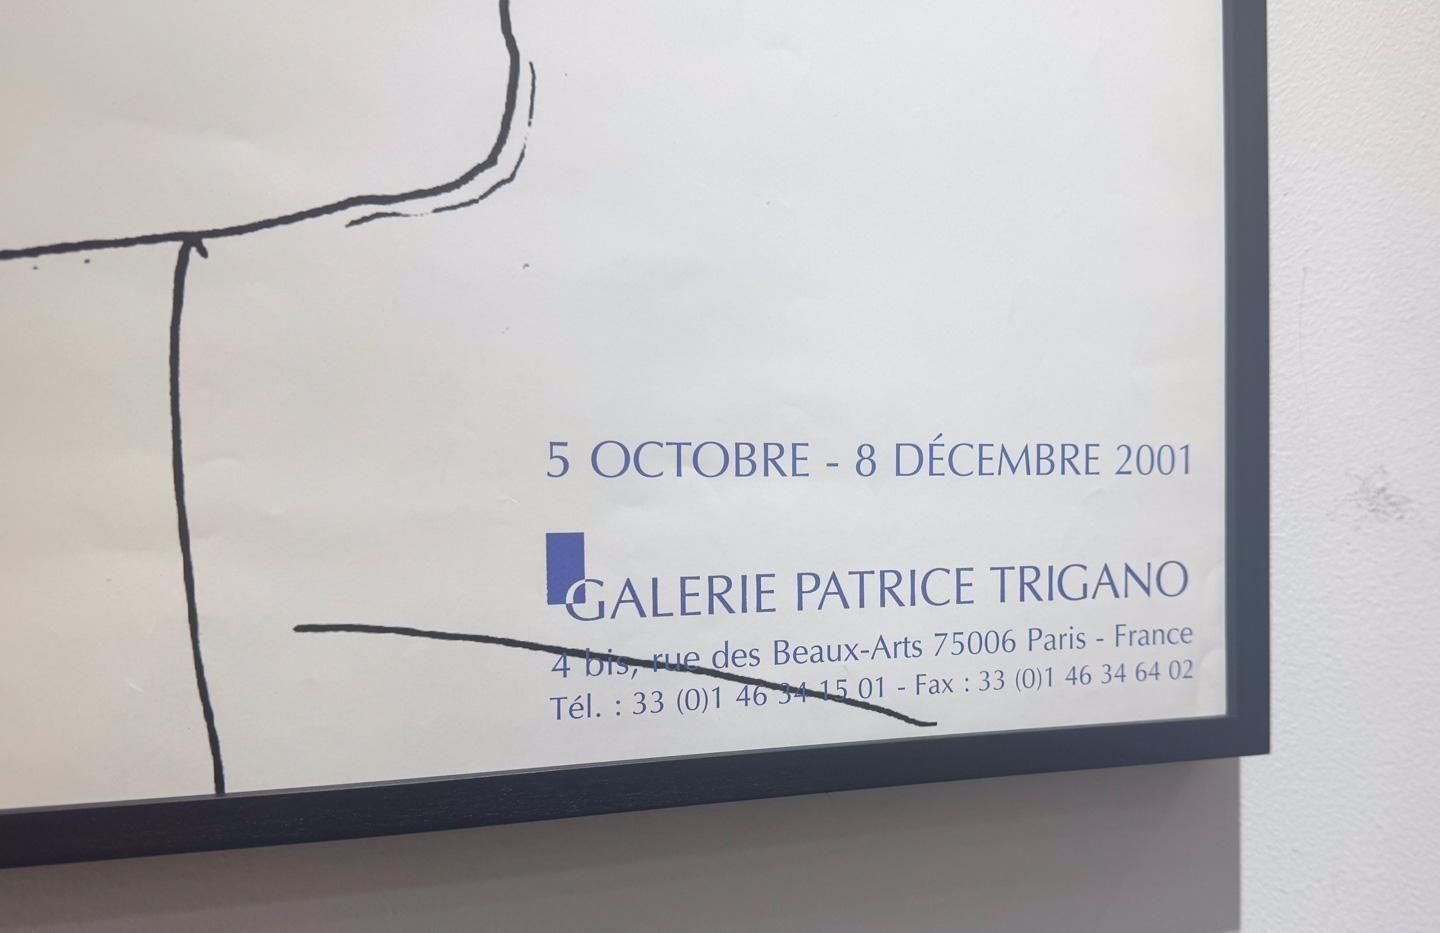 5 OCTOBRE - 8 DÉCEMBRE 2001
GALERIE PATRICE TRIGANO
4 bis, rue des Beaux-Arts 75006 Paris - France
Tél. : 33 (0)1 46 34 15 01 - Fax : 33 (0)1 46 34 64 02